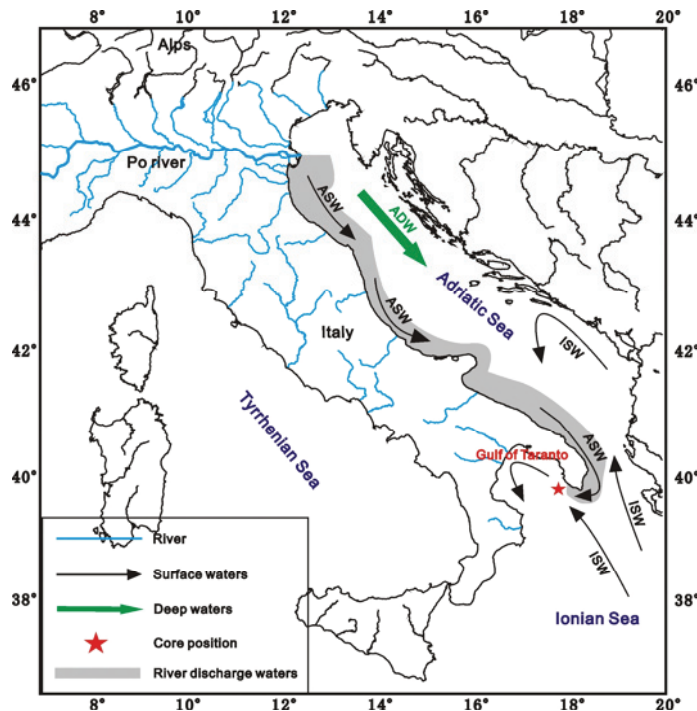 8° 10° 12° 14° 16° 18° 20°
Alps
46° 46°
Po river
ASW
44° ADW 44°
Adriatic Sea
ASW
Italy
ISW
42° 42°
Tyrrhenian Sea
ASW
Gulf of Taranto
40° 40°
ISW
ISW
River
Surface waters
Deep waters
38° 38°
Core position
Ionian Sea
River discharge waters
8° 10° 12° 14° 16° 18° 20°